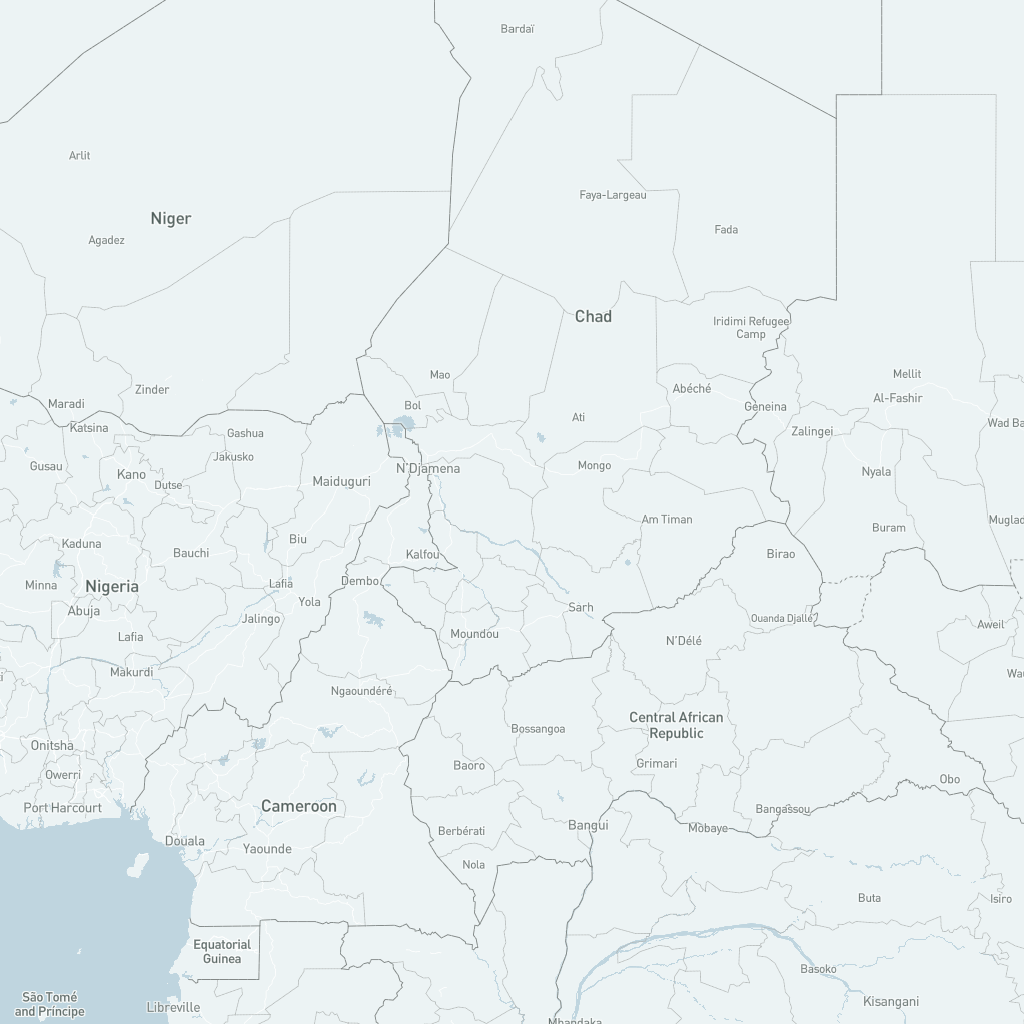 Bardaï
Arlit
Faya-Largeau
Niger
Fada
Agadez
Chad
Iridimi Refugee
Camp
Mao
Mellit
Zinder
Abéché
Al-Fashir
Maradi
Bol
Geneina
Ati
Wad Ba
Katsina
Gashua
Zalingei
Gusau
Jakusko
Kano
N'Djamena
Mongo
Nyala
Dutse
Maiduguri
Am Timan
Muglad
Buram
Kaduna
Biu
Bauchi
Kalfou
Birao
Minna
Nigeria
Lafia
Dembo
Abuja
Yola
Sarh
Jalingo
Ouanda Djallé
Aweil
Lafia
Moundou
N'Délé
Makurdi
Wau
Ngaoundéré
Central African
Republic
Bossangoa
Onitsha
Grimari
Baoro
Owerri
Obo
Port Harcourt
Cameroon
Bangassou
Bangui
Mobaye
Berbérati
Douala
Yaounde
Nola
Buta
Isiro
Equatorial
Guinea
Basoko
São Tomé
and Príncipe
Libreville
Kisangani
Mbandaka